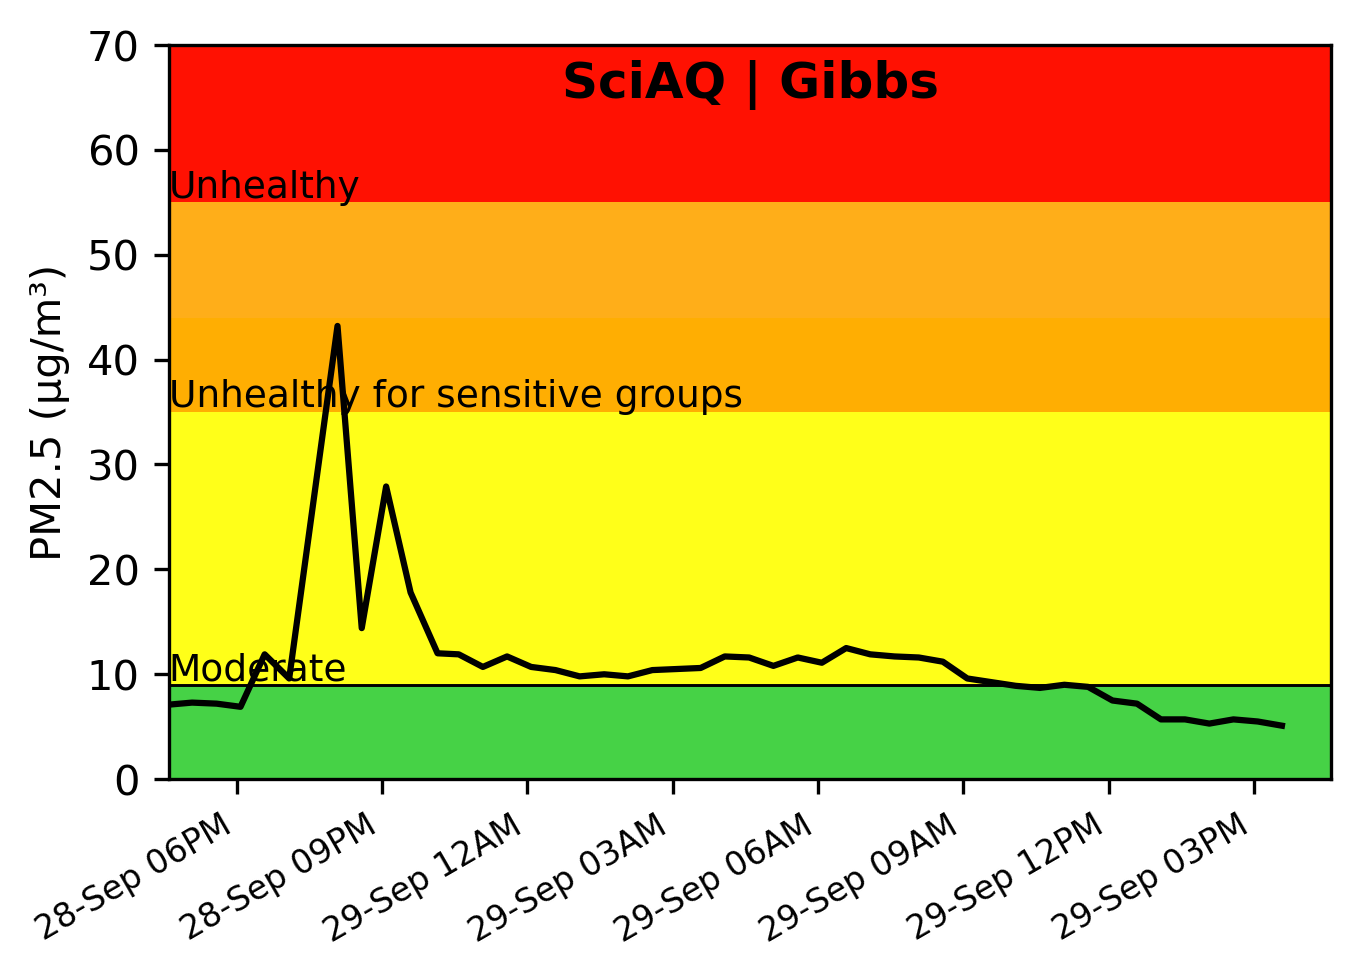 SciAQ | Gibbs
PM2.5 (µg/m³)
70
60
50
40
30
20
10
0
Unhealthy
Unhealthy for sensitive groups
Moderate
28-Sep 06PM
28-Sep 09PM
29-Sep 12AM
29-Sep 03AM
29-Sep 06AM
29-Sep 09AM
29-Sep 12PM
29-Sep 03PM